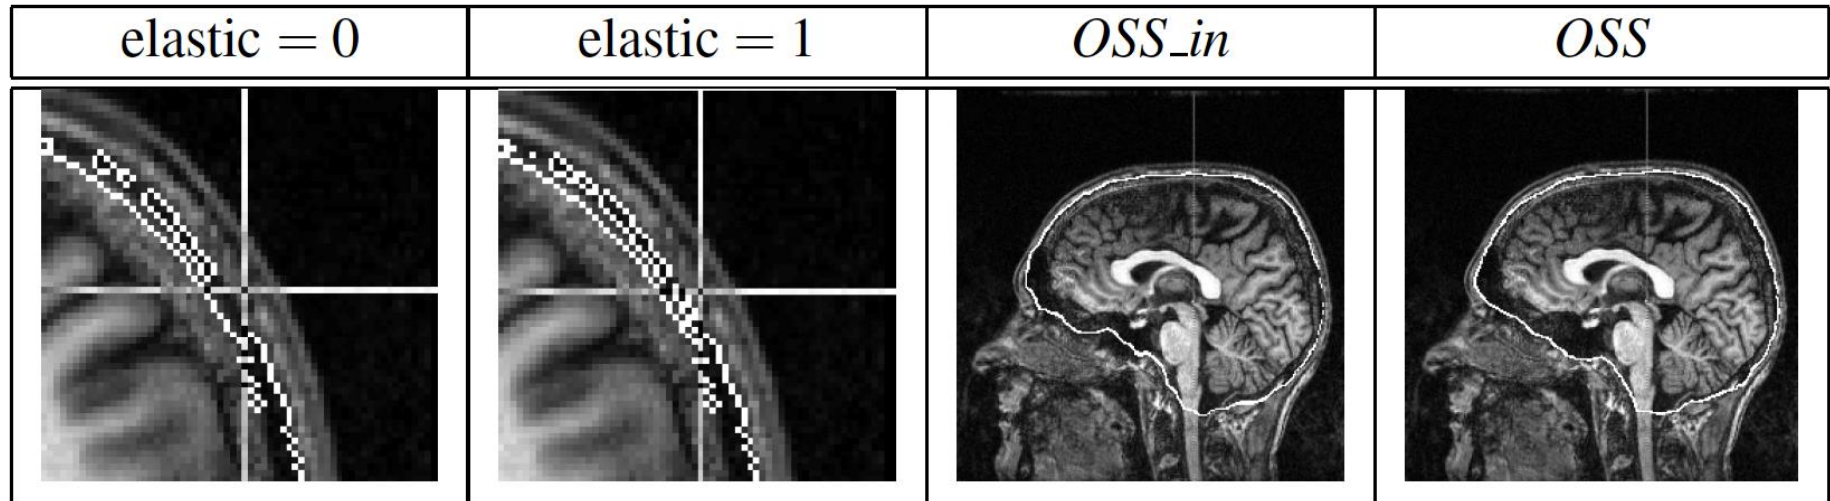 elastic = 0
elastic = 1
OSS_in
OSS